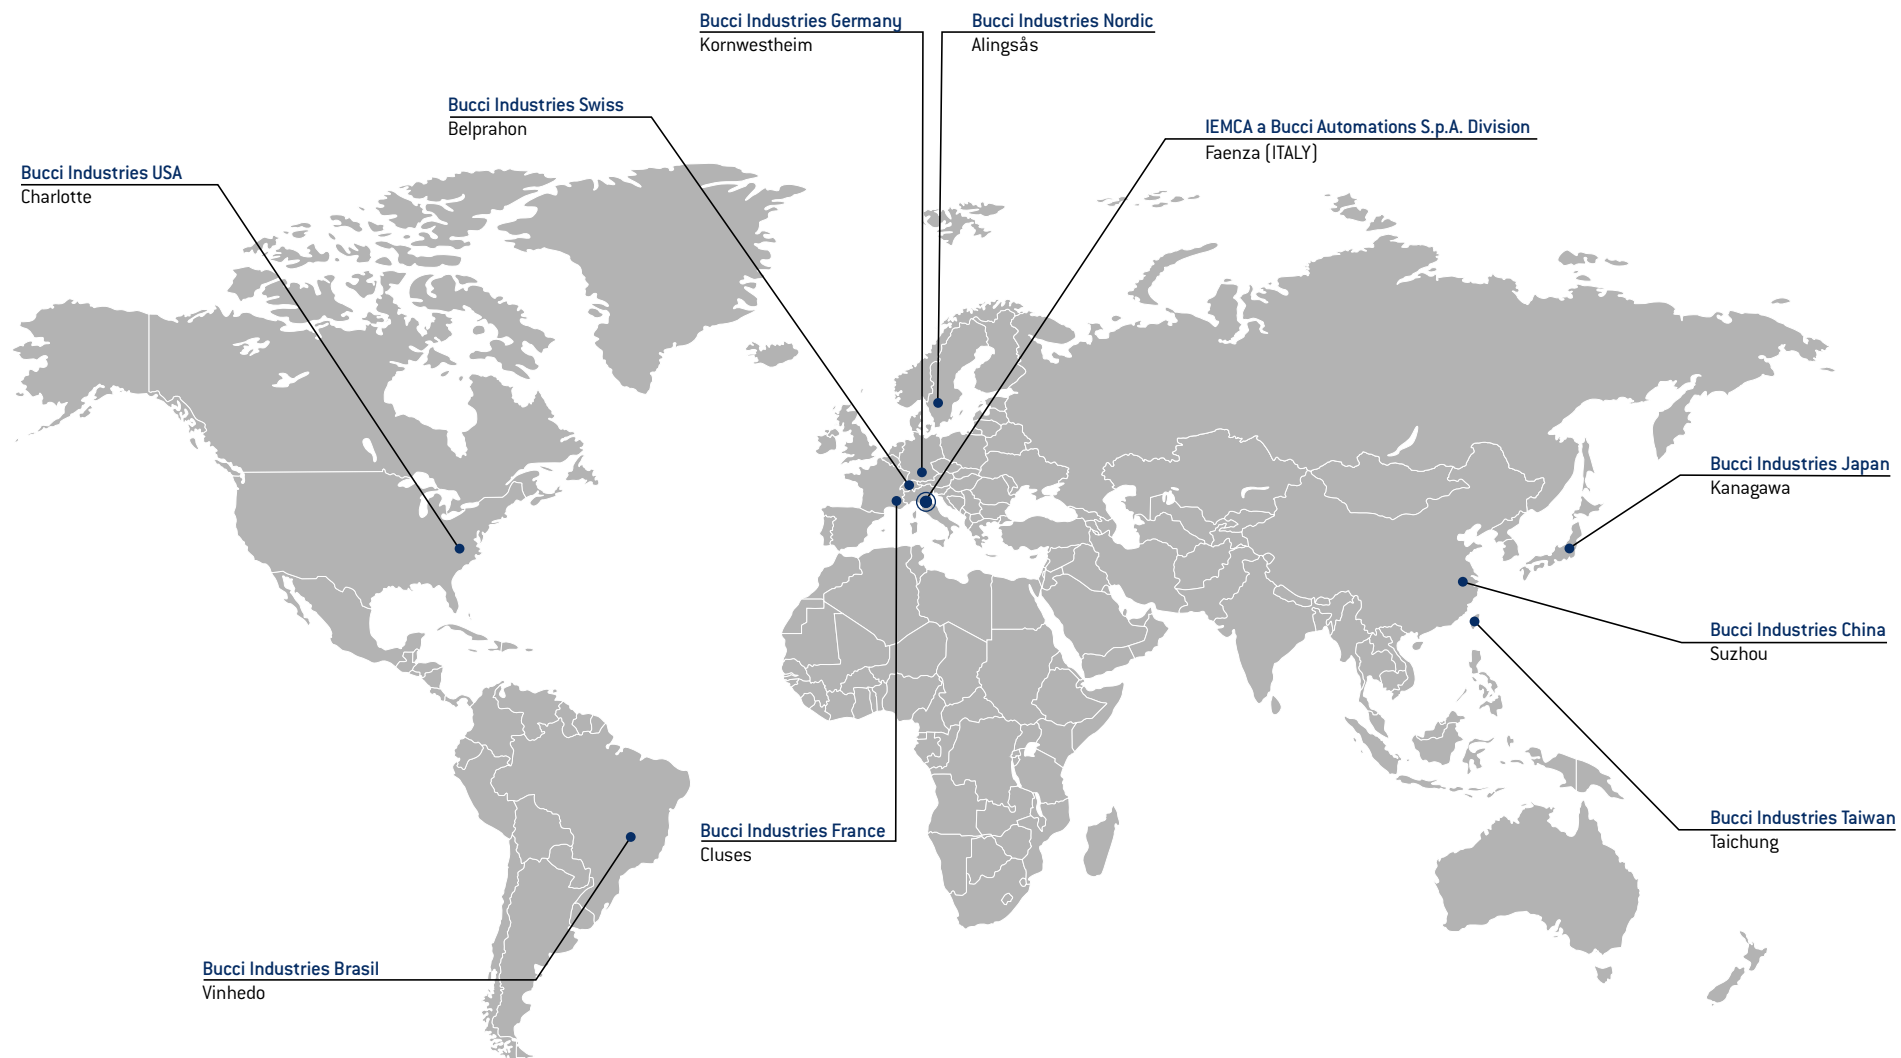 Bucci Industries Germany
Kornwestheim
Bucci Industries Nordic
Alingsås
Bucci Industries Swiss
Belprahon
IEMCA a Bucci Automations S.p.A. Division
Faenza (ITALY)
Bucci Industries USA
Charlotte
Bucci Industries Japan
Kanagawa
Bucci Industries China
Suzhou
Bucci Industries Taiwan
Taichung
Bucci Industries France
Cluses
Bucci Industries Brasil
Vinhedo